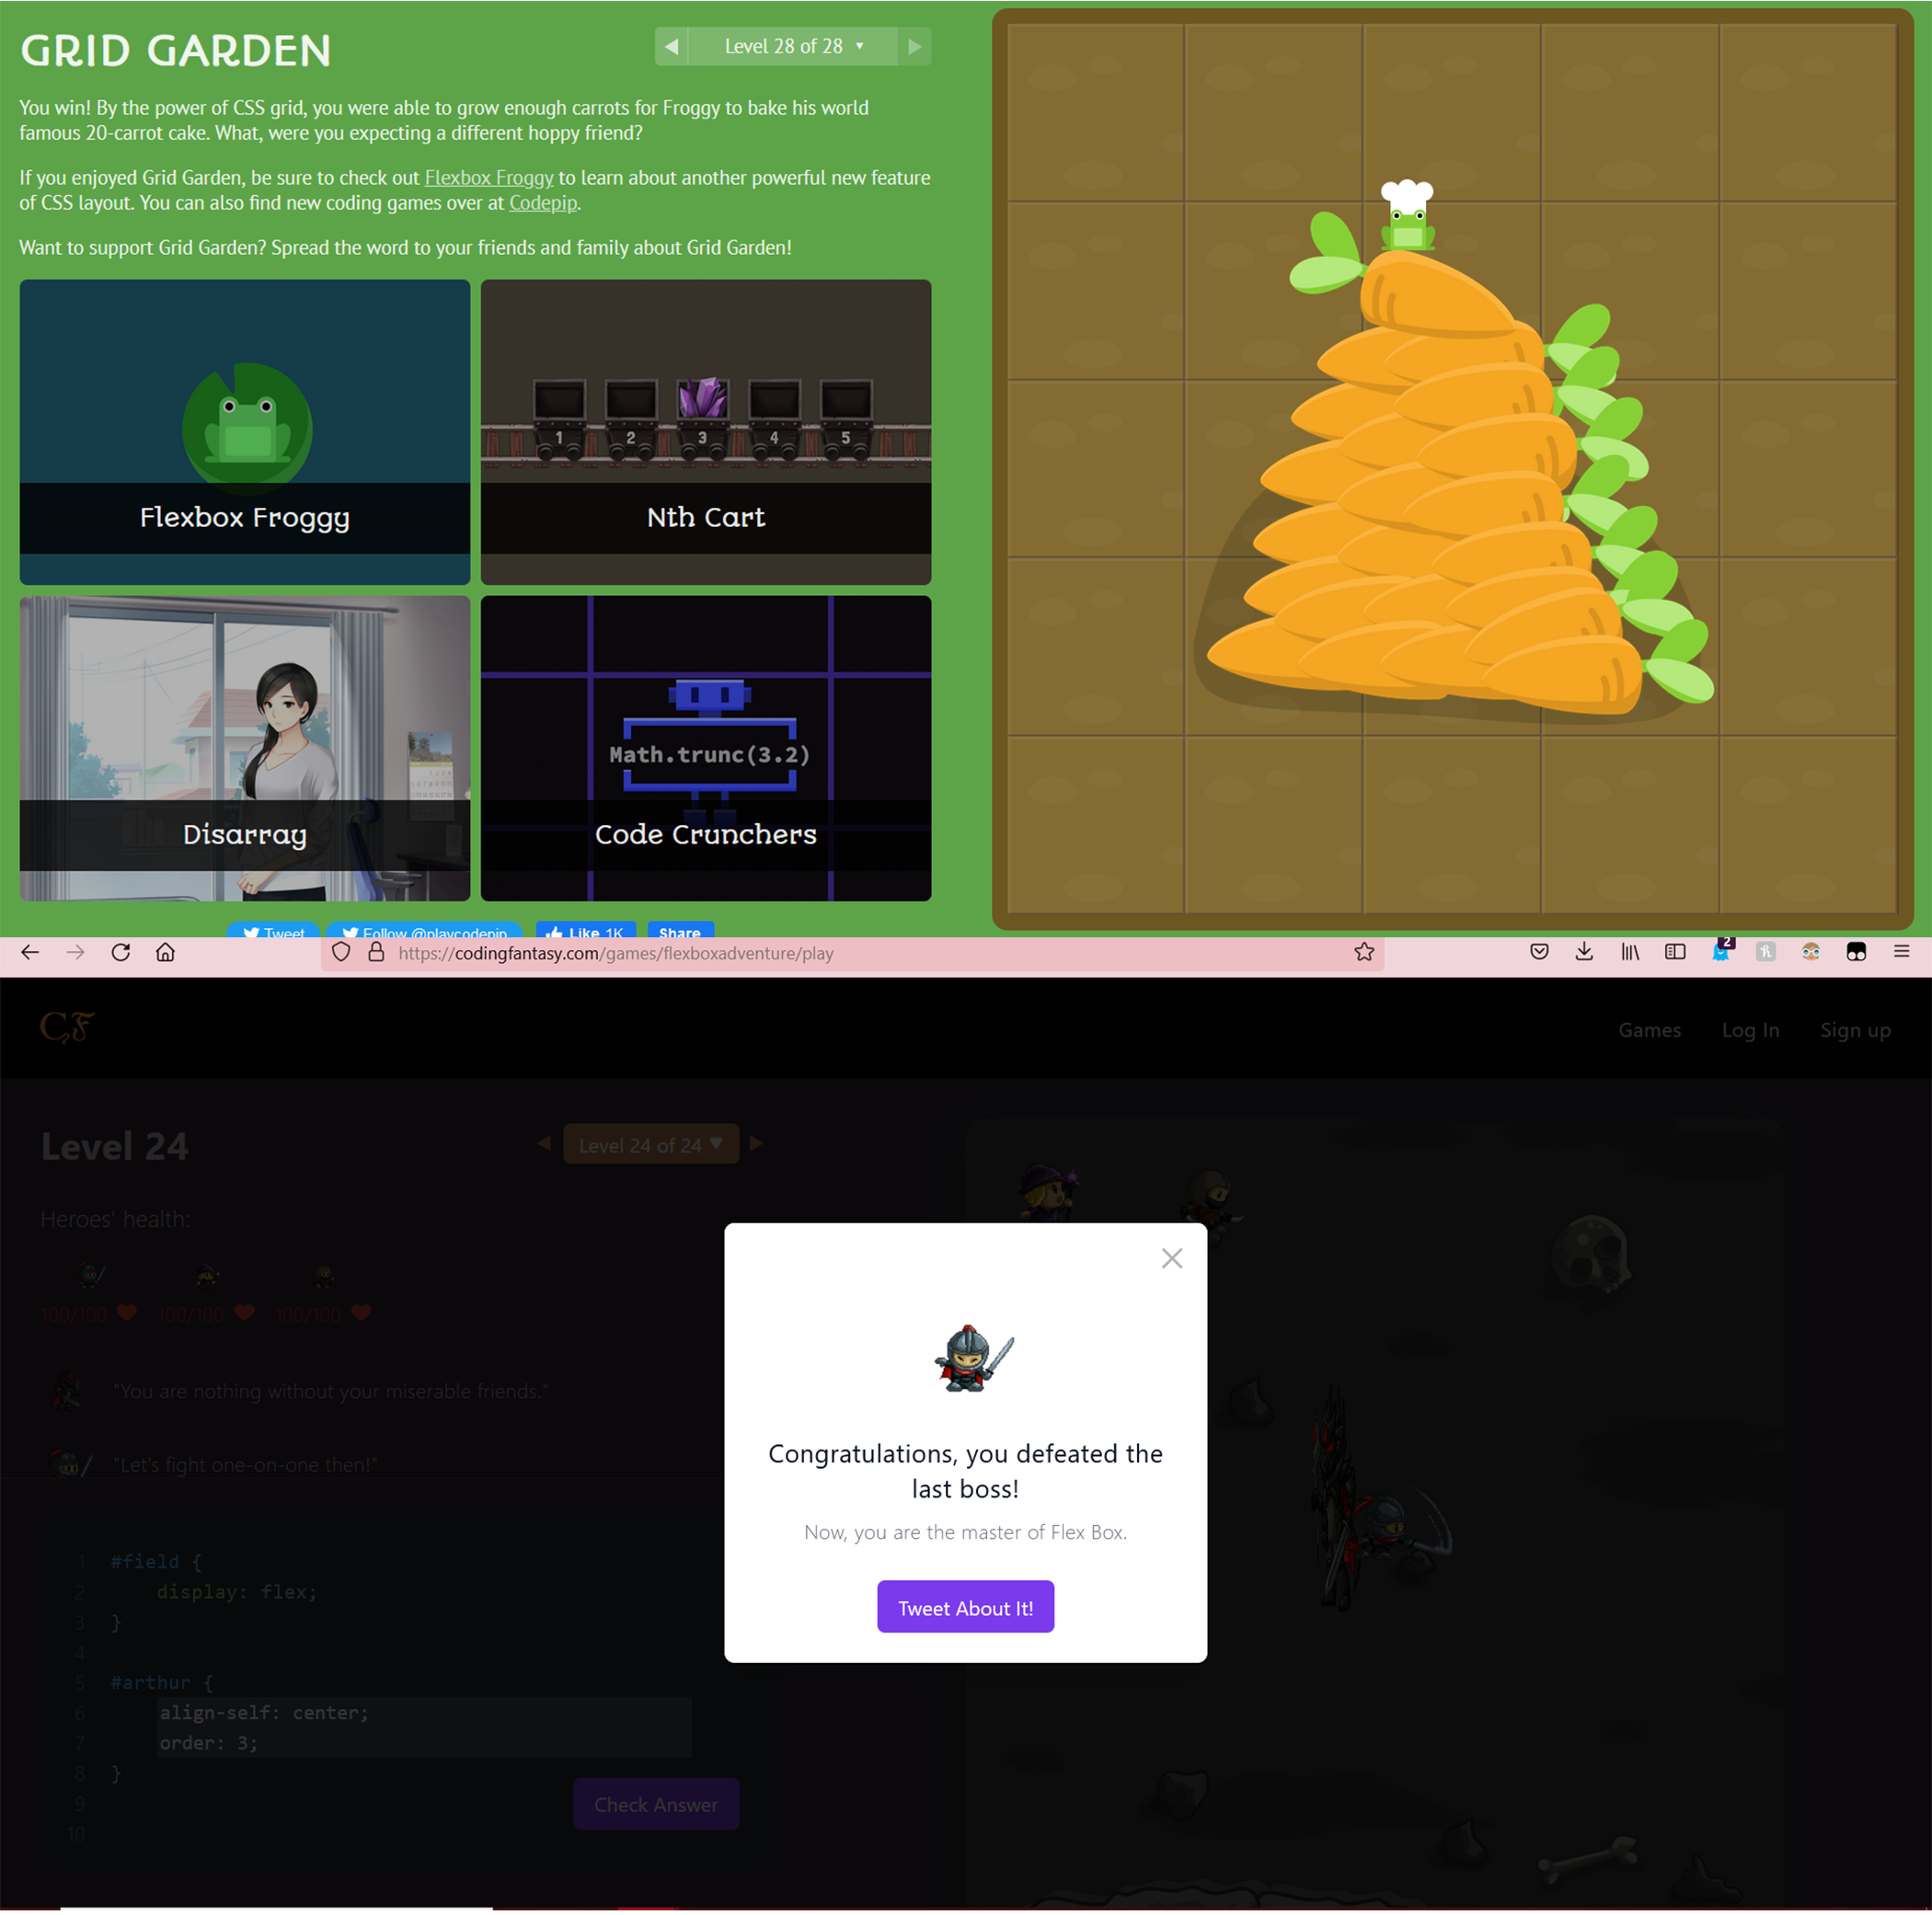 GRID GARDEN
Level 28 of 28
You win! By the power of CSS grid, you were able to grow enough carrots for Froggy to bake his world
famous 20-carrot cake. What, were you expecting a different hoppy friend?
If you enjoyed Grid Garden, be sure to check out Flexbox Froggy to learn about another powerful new feature
of CSS layout. You can also find new coding games over at Codepip.
Want to support Grid Garden? Spread the word to your friends and family about Grid Garden!
Flexbox Froggy
1 2 3 4 5
Nth Cart
Disarray
Math.trunc(3.2)
Code Crunchers
Tweet
Follow @playcodepip
Like 1K
Share
https://codingfantasy.com/games/flexboxadventure/play
2
CF
Games
Log In
Sign up
Level 24
Level 24 of 24
Heroes' health:
100/100 100/100 100/100
"You are nothing without your miserable friends."
"Let's fight one-on-one then!"
1 #field {
2 display: flex;
3 }
4
5 #arthur {
6 align-self: center;
7 order: 3;
8 }
9
10
Check Answer
Congratulations, you defeated the
last boss!
Now, you are the master of Flex Box.
Tweet About It!